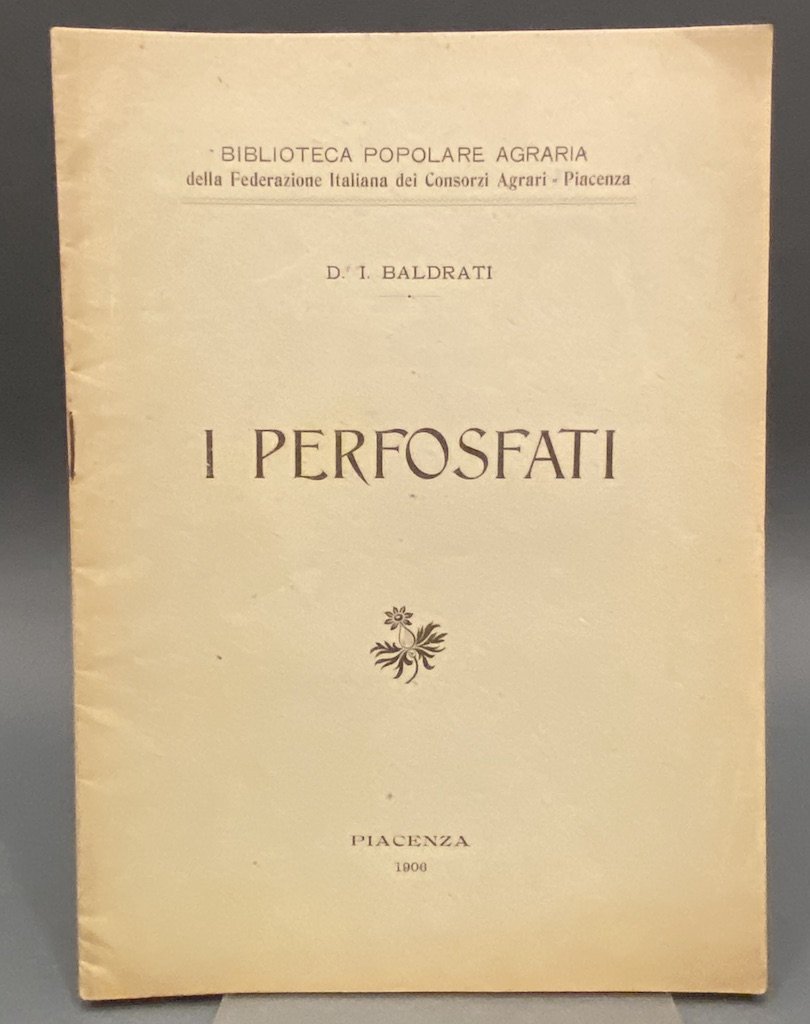 BIBLIOTECA POPOLARE AGRARIA
della Federazione Italiana dei Consorzi Agrari - Piacenza
D.r I. BALDRATI
I PERFOSFATI
PIACENZA
1906